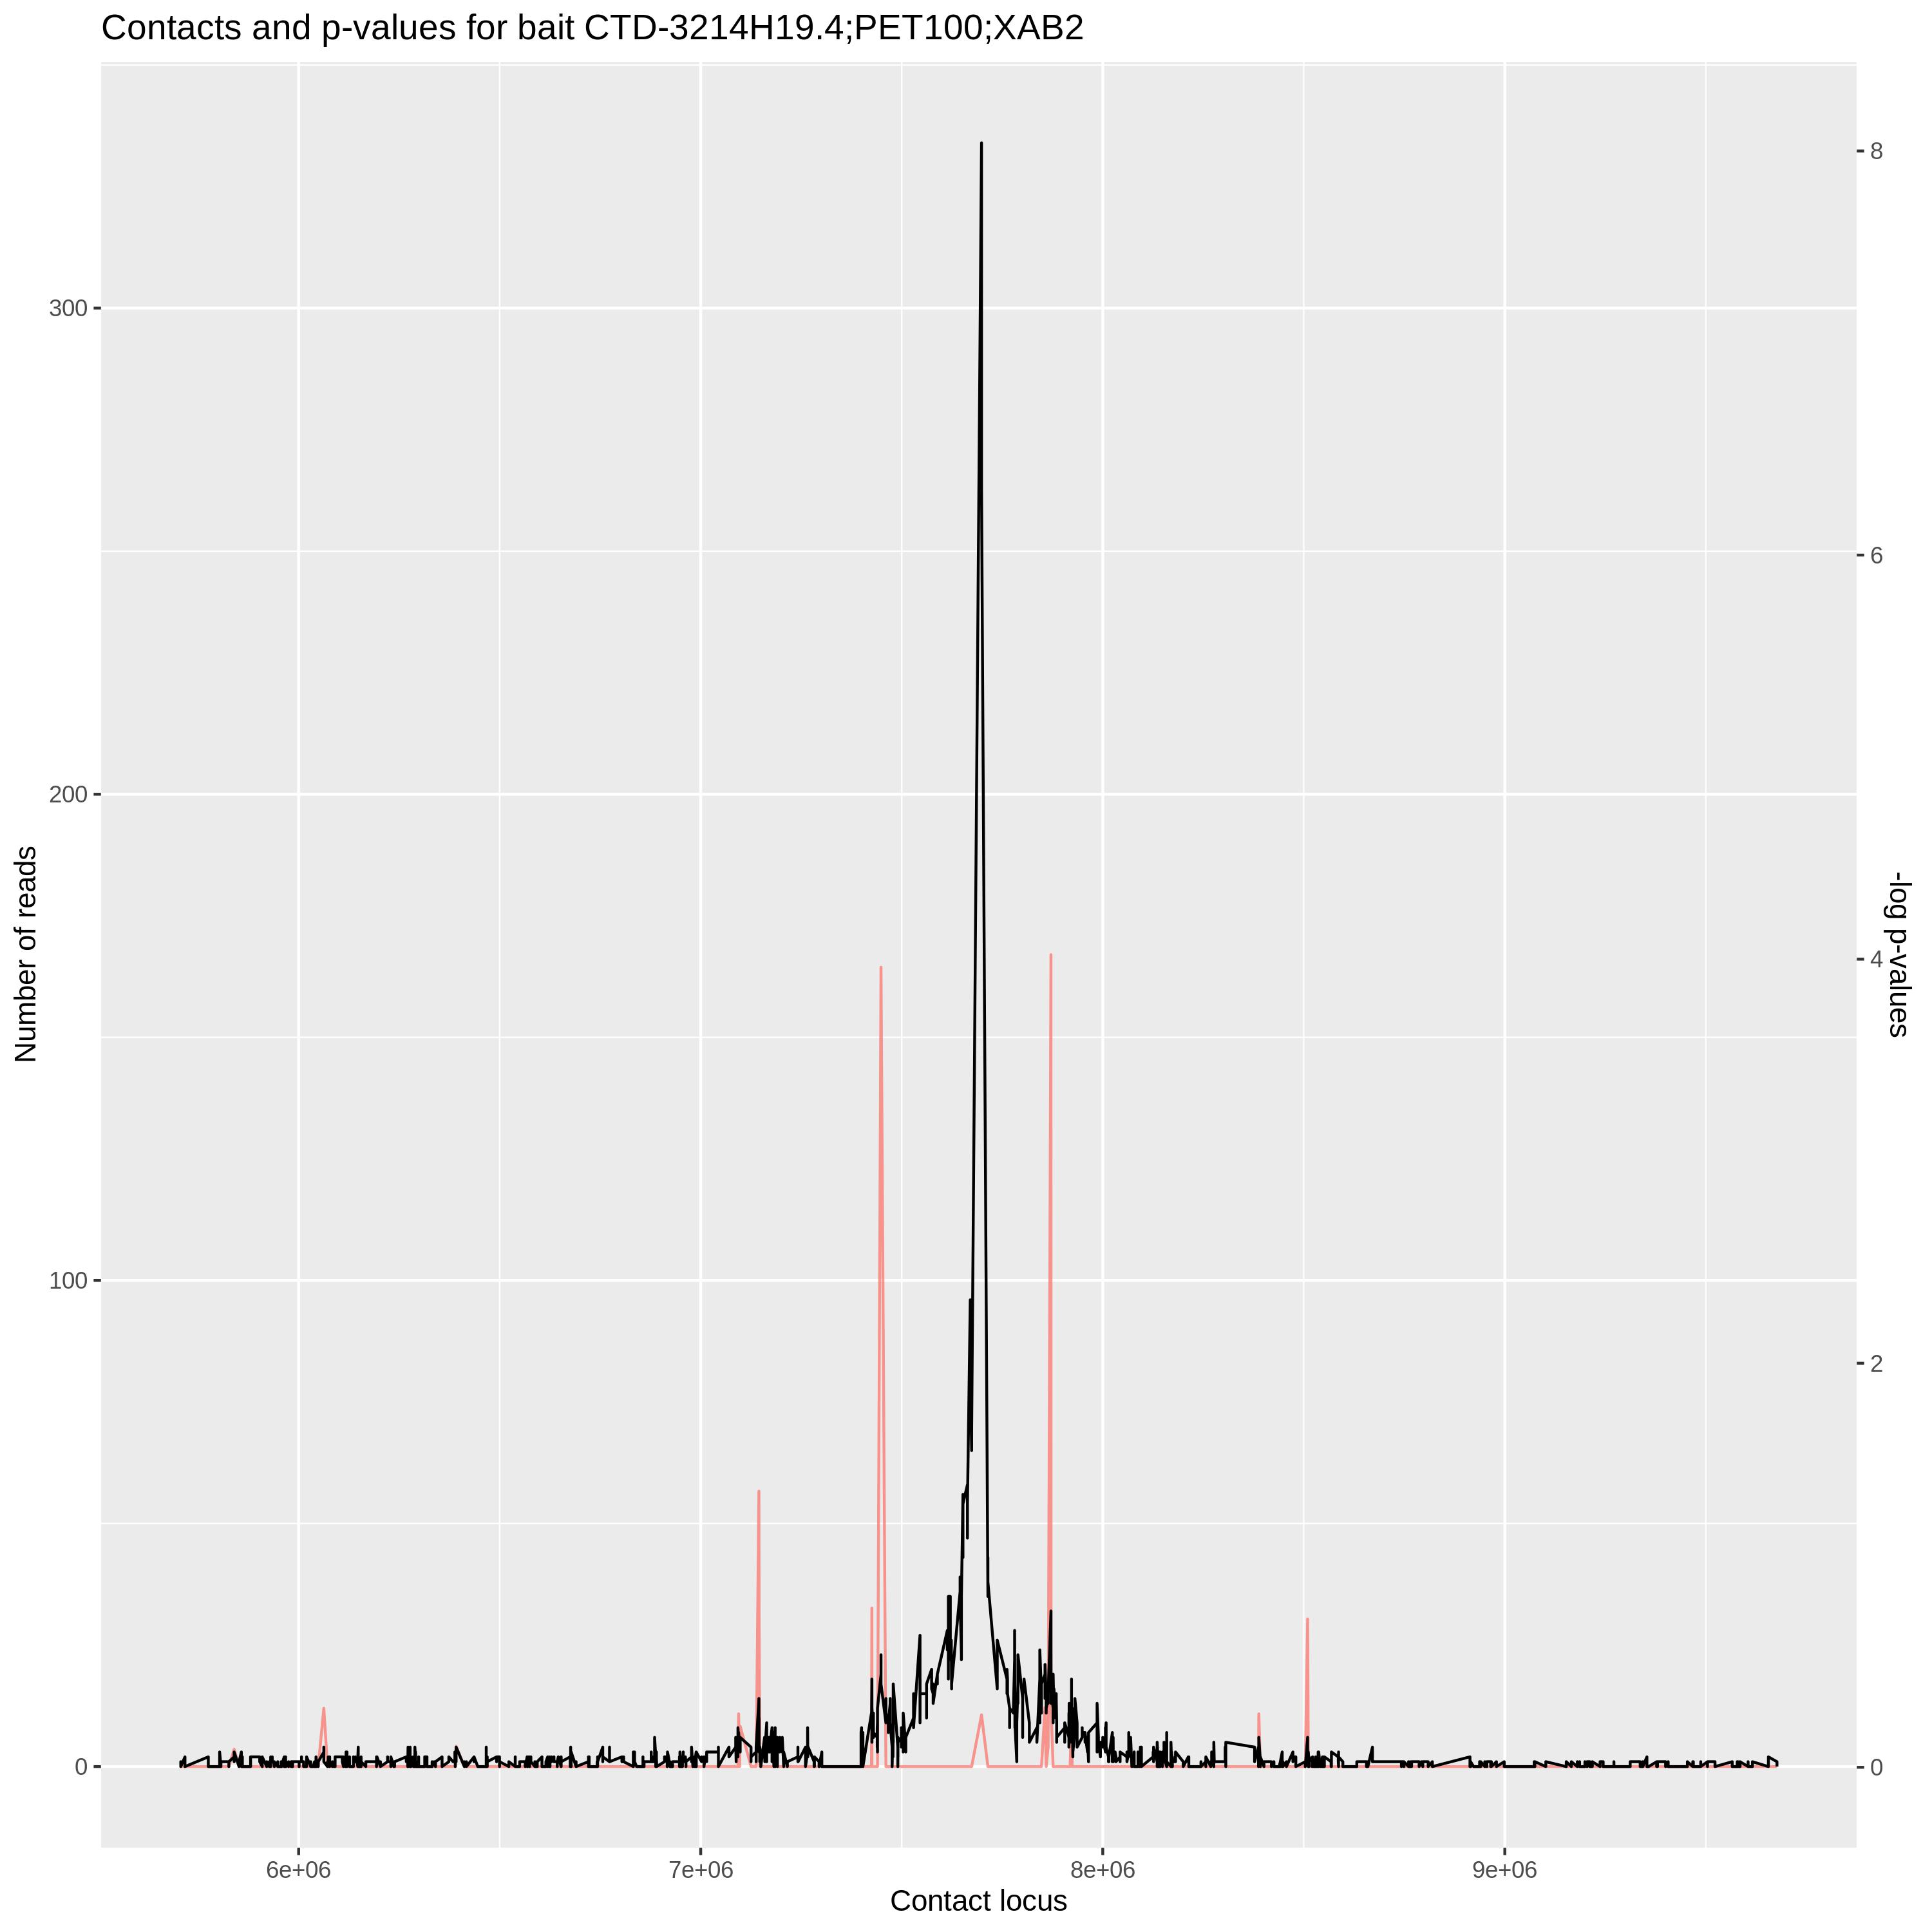 Contacts and p-values for bait CTD-3214H19.4;PET100;XAB2
300
200
100
0
Number of reads
8
6
4
2
0
-log p-values
6e+06
7e+06
8e+06
9e+06
Contact locus